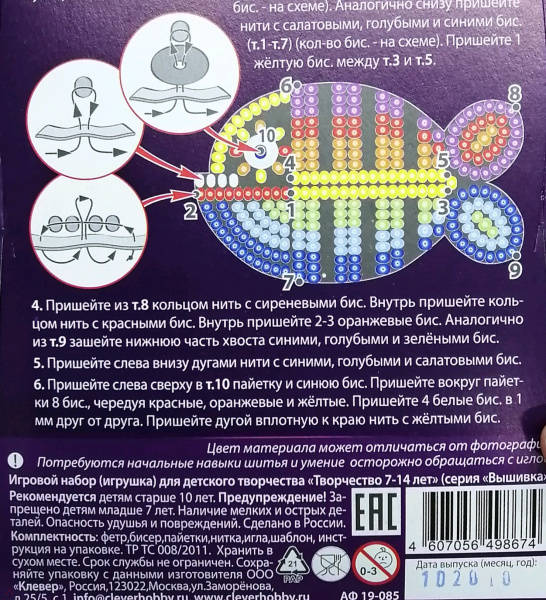 бис. - на схеме). Аналогично снизу пришейте
нити с салатовыми, голубыми и синими бис.
(т.1-т.7) (кол-во бис. - на схеме). Пришейте 1
жёлтую бис. между т.3 и т.5.
6
8
10
4
5
2
1
3
7
9
4. Пришейте из т.8 кольцом нить с сиреневыми бис. Внутрь пришейте коль-
цом нить с красными бис. Внутрь пришейте 2-3 оранжевые бис. Аналогично
из т.9 зашейте нижнюю часть хвоста синими, голубыми и зелёными бис.
5. Пришейте слева внизу дугами нити с синими, голубыми и салатовыми бис.
6. Пришейте слева сверху в т.10 пайетку и синюю бис. Пришейте вокруг пайет-
ки 8 бис., чередуя красные, оранжевые и жёлтые. Пришейте 4 белые бис. в 1
мм друг от друга. Пришейте дугой вплотную к краю нить с жёлтыми бис.
Цвет материала может отличаться от фотографи
! Потребуются начальные навыки шитья и умение осторожно обращаться с игло
Игровой набор (игрушка) для детского творчества «Творчество 7-14 лет» (серия «Вышивка»
Рекомендуется детям старше 10 лет. Предупреждение! За-
прещено детям младше 7 лет. Наличие мелких и острых де-
талей. Опасность удушья и повреждений. Сделано в России.
Комплектность: фетр,бисер,пайетки,нитка,игла,шаблон, инст-
рукция на упаковке. ТР ТС 008/2011. Хранить в
сухом месте. Срок службы не ограничен. Сохра-
няйте упаковку с данными изготовителя ООО
«Клевер», Россия,123022,Москва,ул.Заморёнова,
д.25/5, с.1 info@cleverhobby.ru www.cleverhobby.com
EAC
21
PAP
0-3
4 607056 498674
Дата выпуска (месяц, год):
АФ 19-085